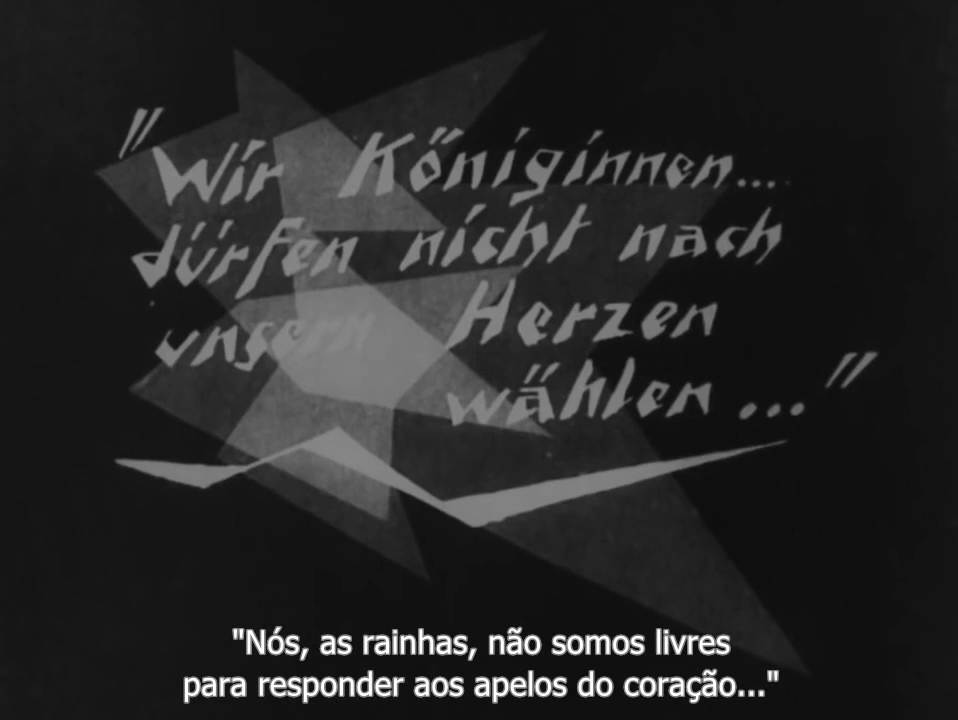 "Wir Königinnen...
dürfen nicht nach
unserm Herzen
wählen..."
"Nós, as rainhas, não somos livres
para responder aos apelos do coração..."